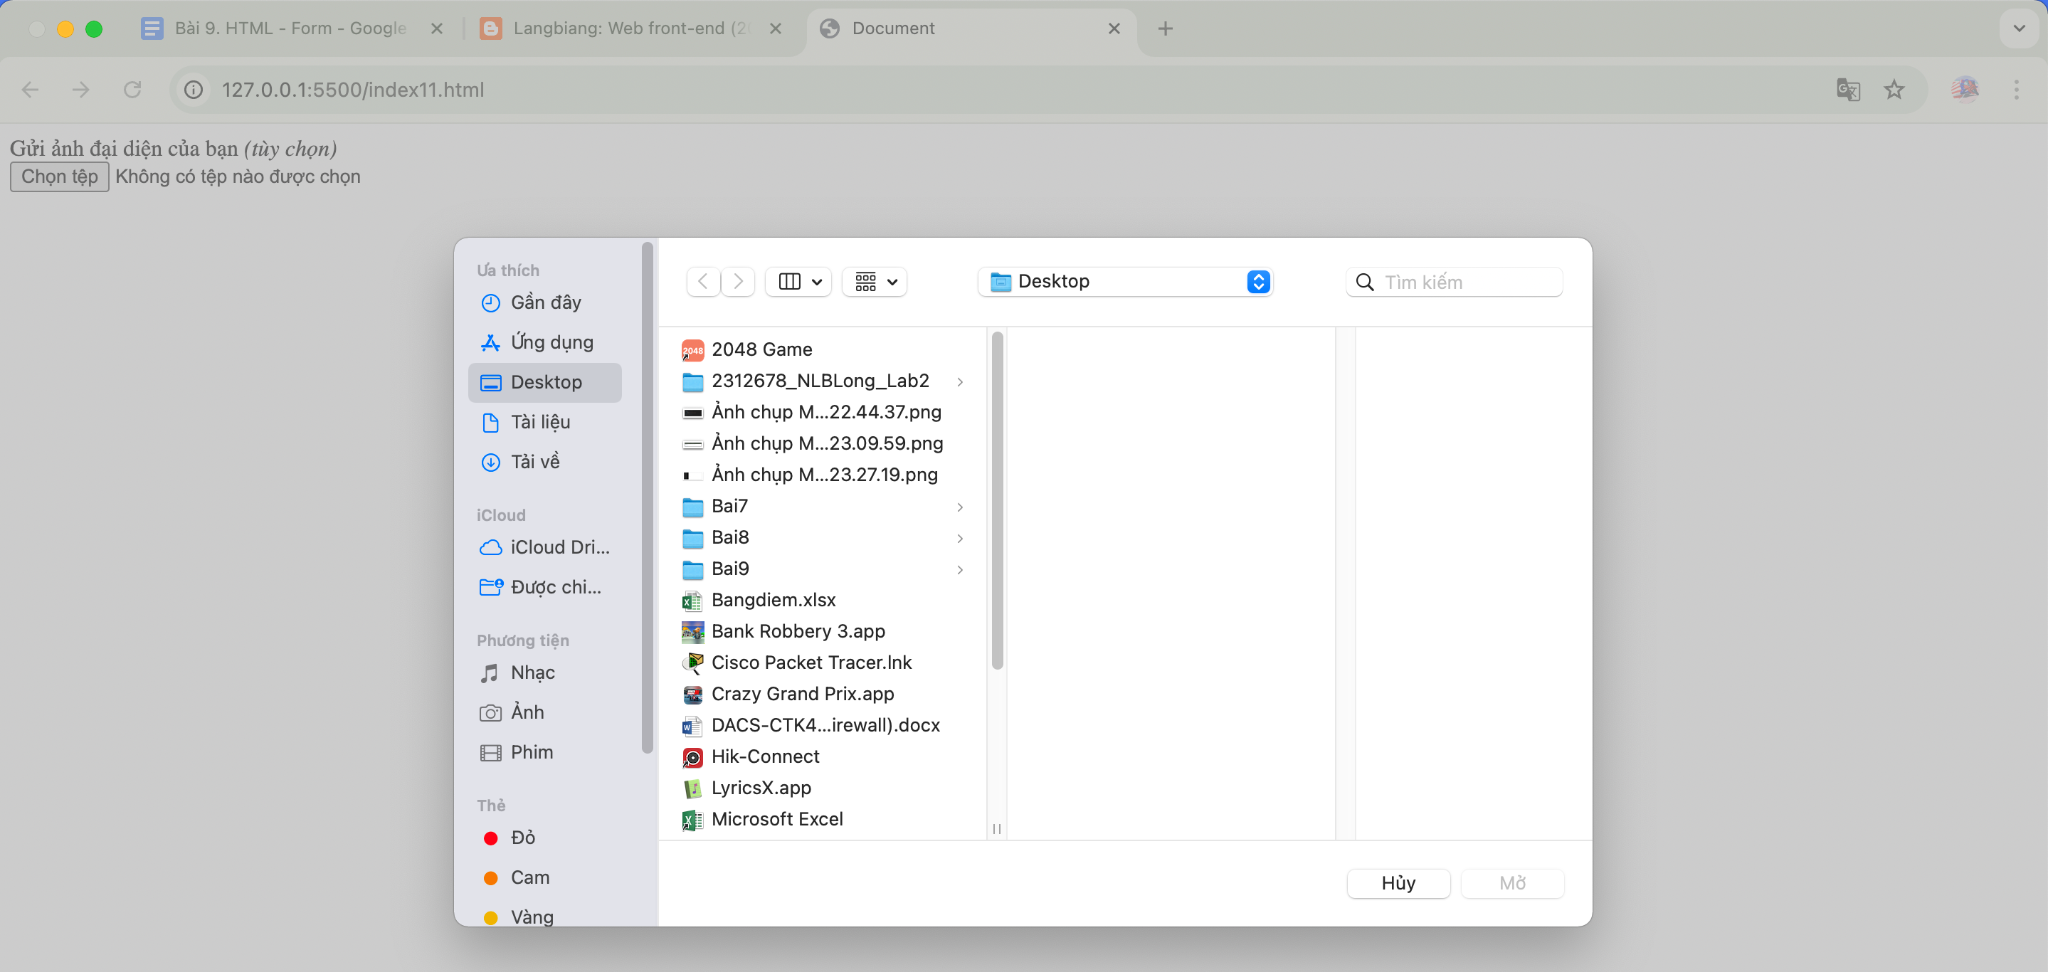 Bài 9. HTML - Form - Google
Langbiang: Web front-end (20
Document
127.0.0.1:5500/index11.html
Gửi ảnh đại diện của bạn (tùy chọn)
Chọn tệp Không có tệp nào được chọn
Ưa thích
Gần đây
Ứng dụng
Desktop
Tài liệu
Tải về
iCloud
iCloud Dri...
Được chi...
Phương tiện
Nhạc
Ảnh
Phim
Thẻ
Đỏ
Cam
Vàng
Desktop
Tìm kiếm
2048 Game
2312678_NLBLong_Lab2
Ảnh chụp M...22.44.37.png
Ảnh chụp M...23.09.59.png
Ảnh chụp M...23.27.19.png
Bai7
Bai8
Bai9
Bangdiem.xlsx
Bank Robbery 3.app
Cisco Packet Tracer.lnk
Crazy Grand Prix.app
DACS-CTK4...irewall).docx
Hik-Connect
LyricsX.app
Microsoft Excel
Hủy
Mở